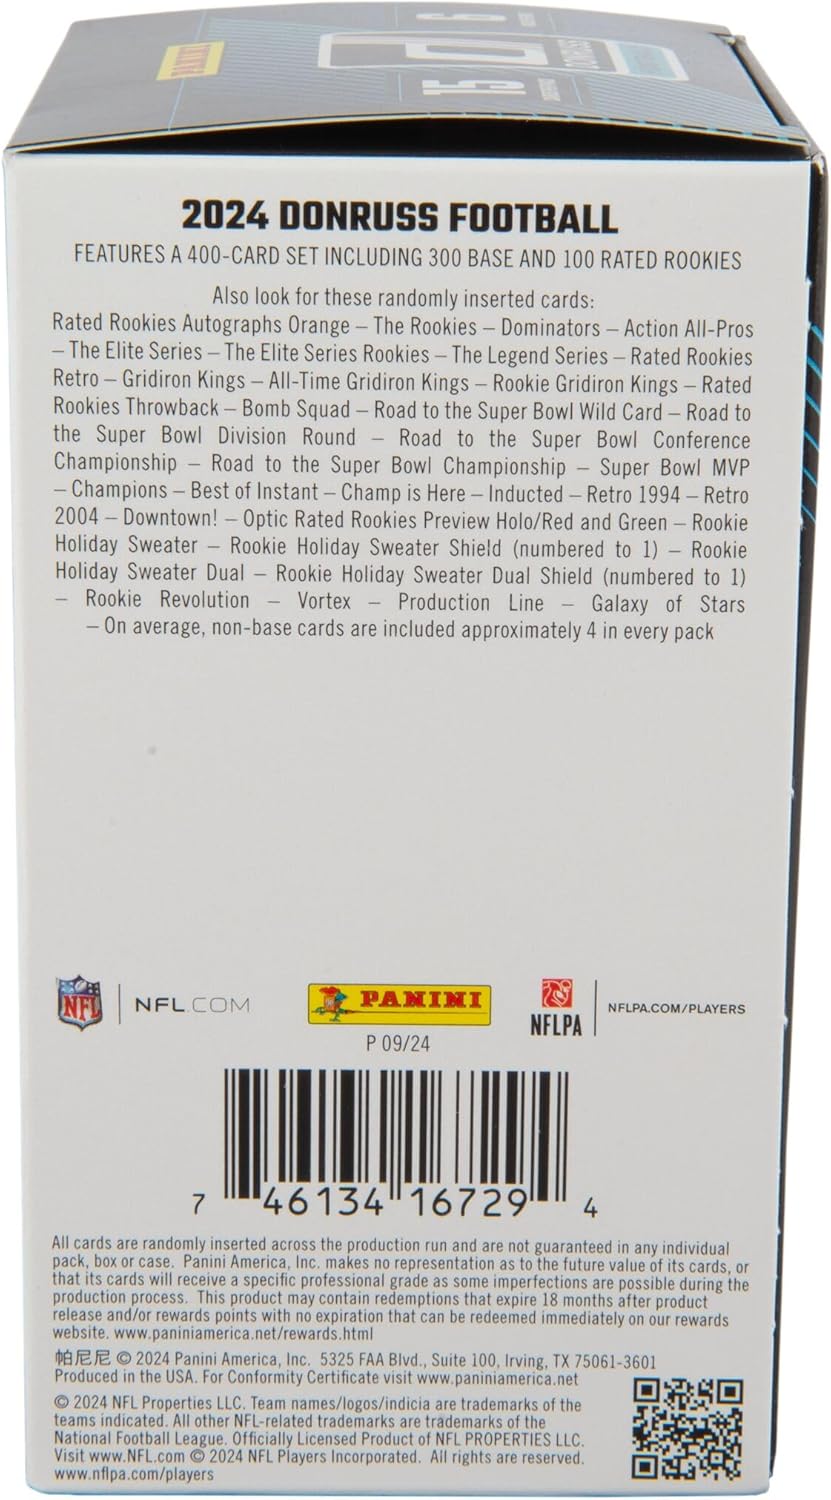 PANINI
15
6
DONRUSS
2024 DONRUSS FOOTBALL
FEATURES A 400-CARD SET INCLUDING 300 BASE AND 100 RATED ROOKIES
Also look for these randomly inserted cards:
Rated Rookies Autographs Orange – The Rookies – Dominators – Action All-Pros
– The Elite Series – The Elite Series Rookies – The Legend Series – Rated Rookies
Retro – Gridiron Kings – All-Time Gridiron Kings – Rookie Gridiron Kings – Rated
Rookies Throwback – Bomb Squad – Road to the Super Bowl Wild Card – Road to
the Super Bowl Division Round – Road to the Super Bowl Conference
Championship – Road to the Super Bowl Championship – Super Bowl MVP
– Champions – Best of Instant – Champ is Here – Inducted – Retro 1994 – Retro
2004 – Downtown! – Optic Rated Rookies Preview Holo/Red and Green – Rookie
Holiday Sweater – Rookie Holiday Sweater Shield (numbered to 1) – Rookie
Holiday Sweater Dual – Rookie Holiday Sweater Dual Shield (numbered to 1)
– Rookie Revolution – Vortex – Production Line – Galaxy of Stars
– On average, non-base cards are included approximately 4 in every pack
NFL | NFL.COM
PANINI
NFLPA | NFLPA.COM/PLAYERS
P 09/24
7 46134 16729 4
All cards are randomly inserted across the production run and are not guaranteed in any individual
pack, box or case. Panini America, Inc. makes no representation as to the future value of its cards, or
that its cards will receive a specific professional grade as some imperfections are possible during the
production process. This product may contain redemptions that expire 18 months after product
release and/or rewards points with no expiration that can be redeemed immediately on our rewards
website. www.paniniamerica.net/rewards.html
帕尼尼 © 2024 Panini America, Inc. 5325 FAA Blvd., Suite 100, Irving, TX 75061-3601
Produced in the USA. For Conformity Certificate visit www.paniniamerica.net
© 2024 NFL Properties LLC. Team names/logos/indicia are trademarks of the
teams indicated. All other NFL-related trademarks are trademarks of the
National Football League. Officially Licensed Product of NFL PROPERTIES LLC.
Visit www.NFL.com © 2024 NFL Players Incorporated. All rights are reserved.
www.nflpa.com/players